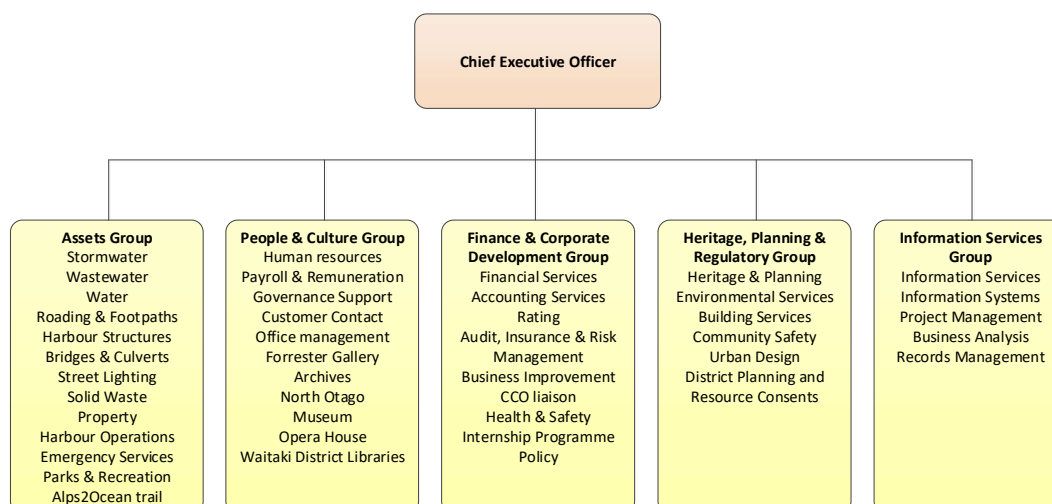 Chief Executive Officer
Assets Group
Stormwater
Wastewater
Water
Roading & Footpaths
Harbour Structures
Bridges & Culverts
Street Lighting
Solid Waste
Property
Harbour Operations
Emergency Services
Parks & Recreation
Alps2Ocean trail
People & Culture Group
Human resources
Payroll & Remuneration
Governance Support
Customer Contact
Office management
Forrester Gallery
Archives
North Otago
Museum
Opera House
Waitaki District Libraries
Finance & Corporate
Development Group
Financial Services
Accounting Services
Rating
Audit, Insurance & Risk
Management
Business Improvement
CCO liaison
Health & Safety
Internship Programme
Policy
Heritage, Planning &
Regulatory Group
Heritage & Planning
Environmental Services
Building Services
Community Safety
Urban Design
District Planning and
Resource Consents
Information Services
Group
Information Services
Information Systems
Project Management
Business Analysis
Records Management